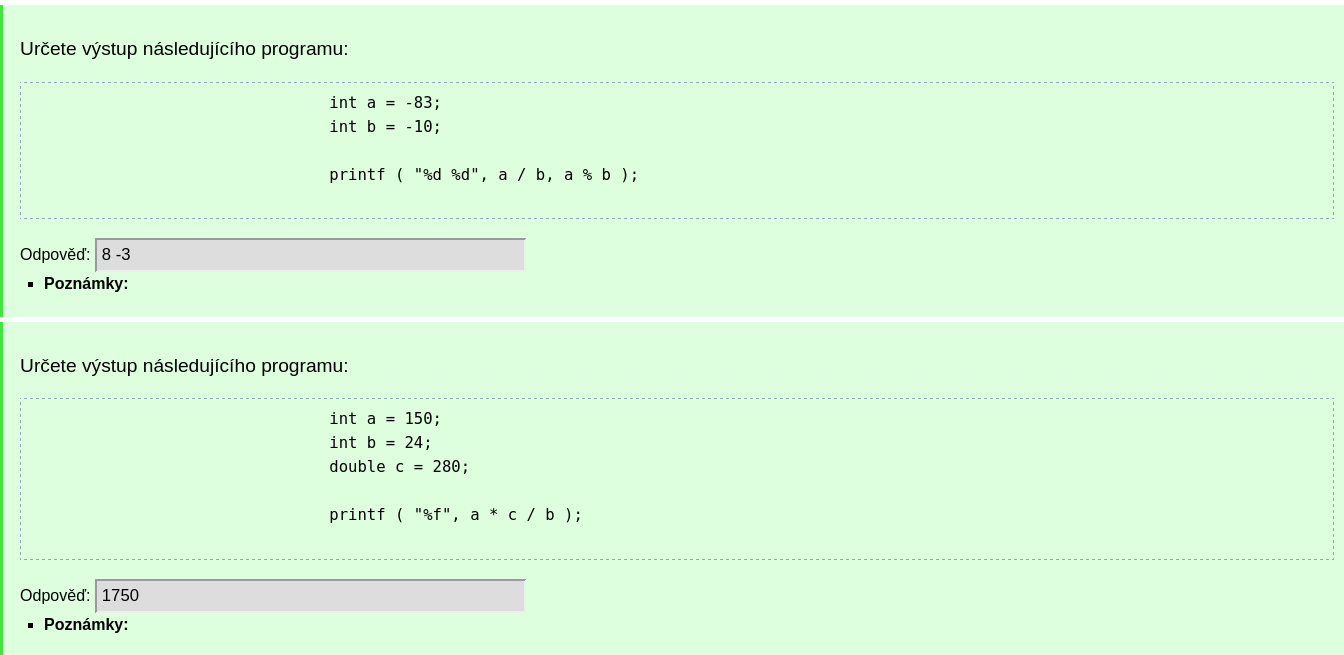 Určete výstup následujícího programu:
int a = -83;
int b = -10;
printf ( "%d %d", a / b, a % b );
Odpověď: 8 -3
▪ Poznámky:
Určete výstup následujícího programu:
int a = 150;
int b = 24;
double c = 280;
printf ( "%f", a * c / b );
Odpověď: 1750
▪ Poznámky: